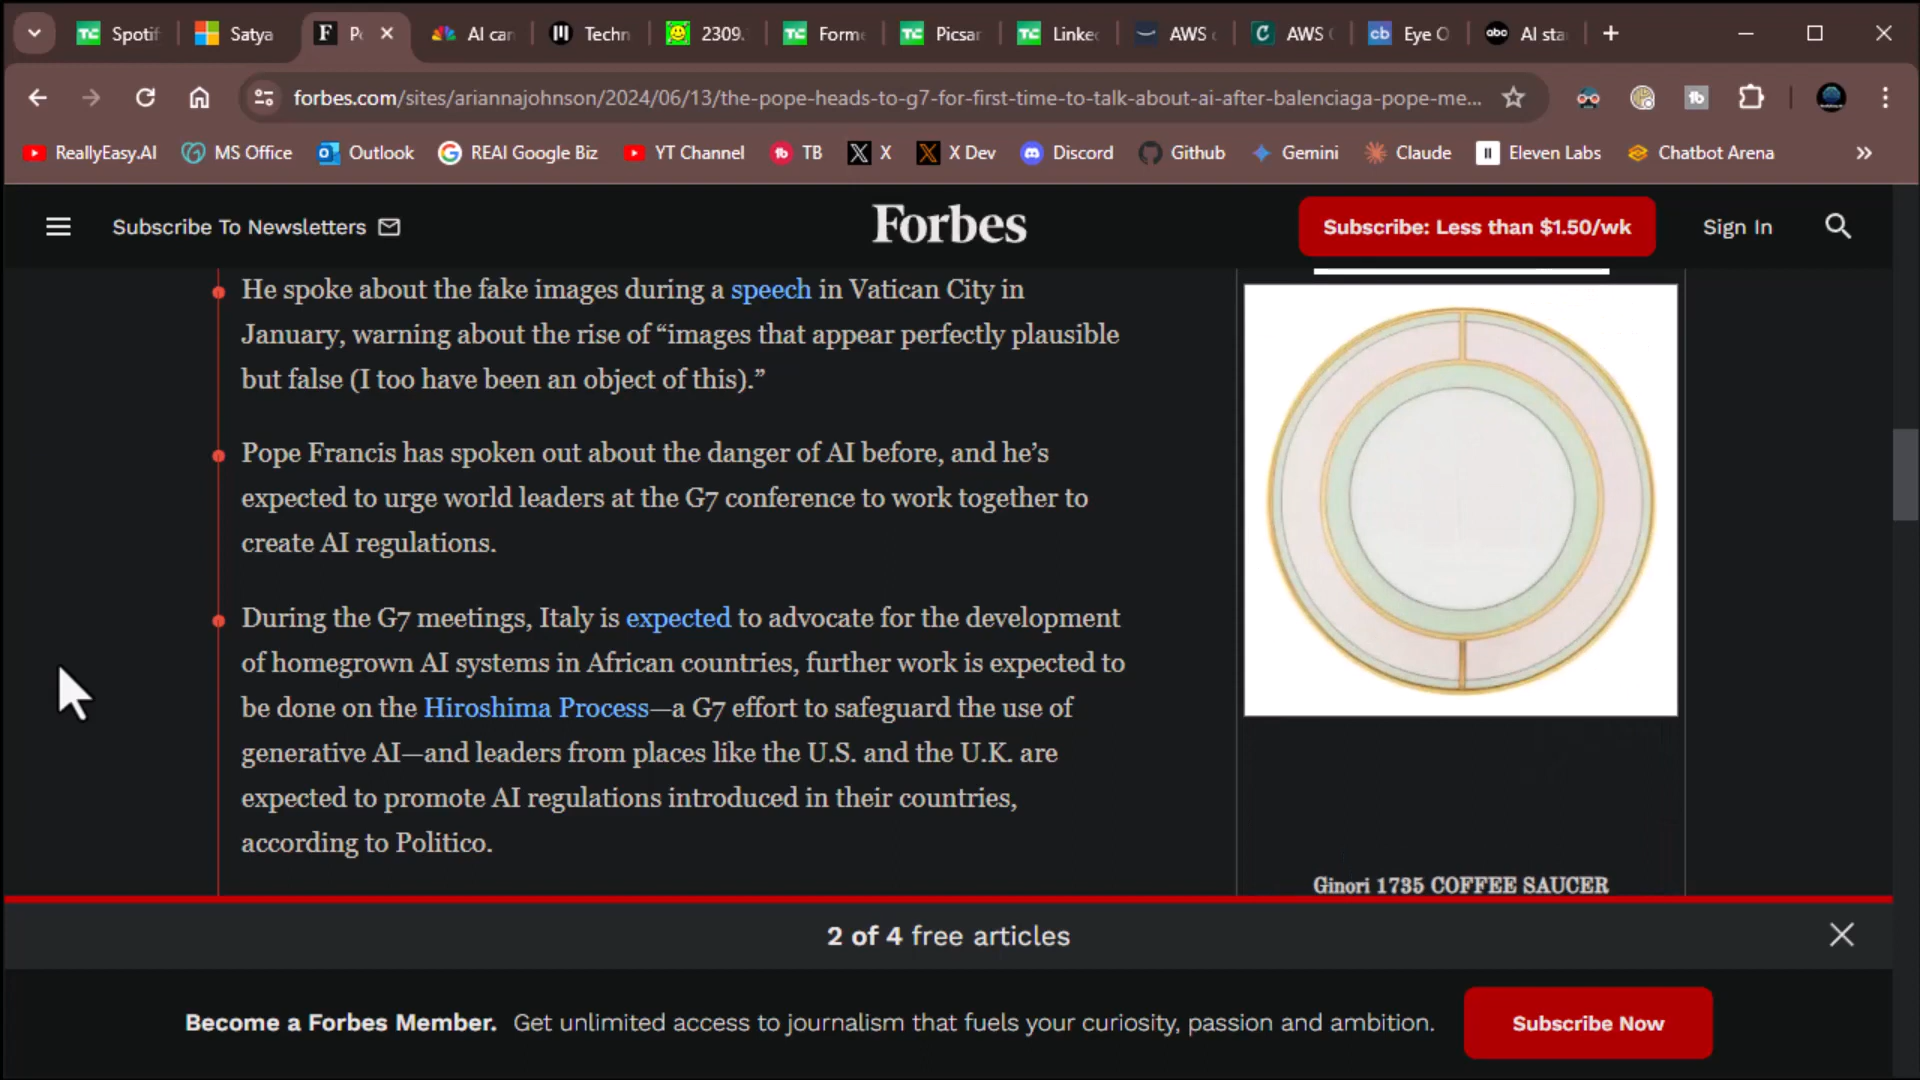 Spotif
Satya
AI car
Techn
2309.
Forme
Picsar
Linke
AWS
AWS
Eye O
AI sta
forbes.com/sites/ariannajohnson/2024/06/13/the-pope-heads-to-g7-for-first-time-to-talk-about-ai-after-balenciaga-pope-me...
ReallyEasy.AI MS Office Outlook REAI Google Biz YT Channel TB X X Dev Discord Github Gemini Claude Eleven Labs Chatbot Arena
Subscribe To Newsletters
Forbes
Subscribe: Less than $1.50/wk
Sign In
He spoke about the fake images during a speech in Vatican City in
January, warning about the rise of “images that appear perfectly plausible
but false (I too have been an object of this).”
Pope Francis has spoken out about the danger of AI before, and he’s
expected to urge world leaders at the G7 conference to work together to
create AI regulations.
During the G7 meetings, Italy is expected to advocate for the development
of homegrown AI systems in African countries, further work is expected to
be done on the Hiroshima Process—a G7 effort to safeguard the use of
generative AI—and leaders from places like the U.S. and the U.K. are
expected to promote AI regulations introduced in their countries,
according to Politico.
Ginori 1735 COFFEE SAUCER
2 of 4 free articles
Become a Forbes Member. Get unlimited access to journalism that fuels your curiosity, passion and ambition.
Subscribe Now